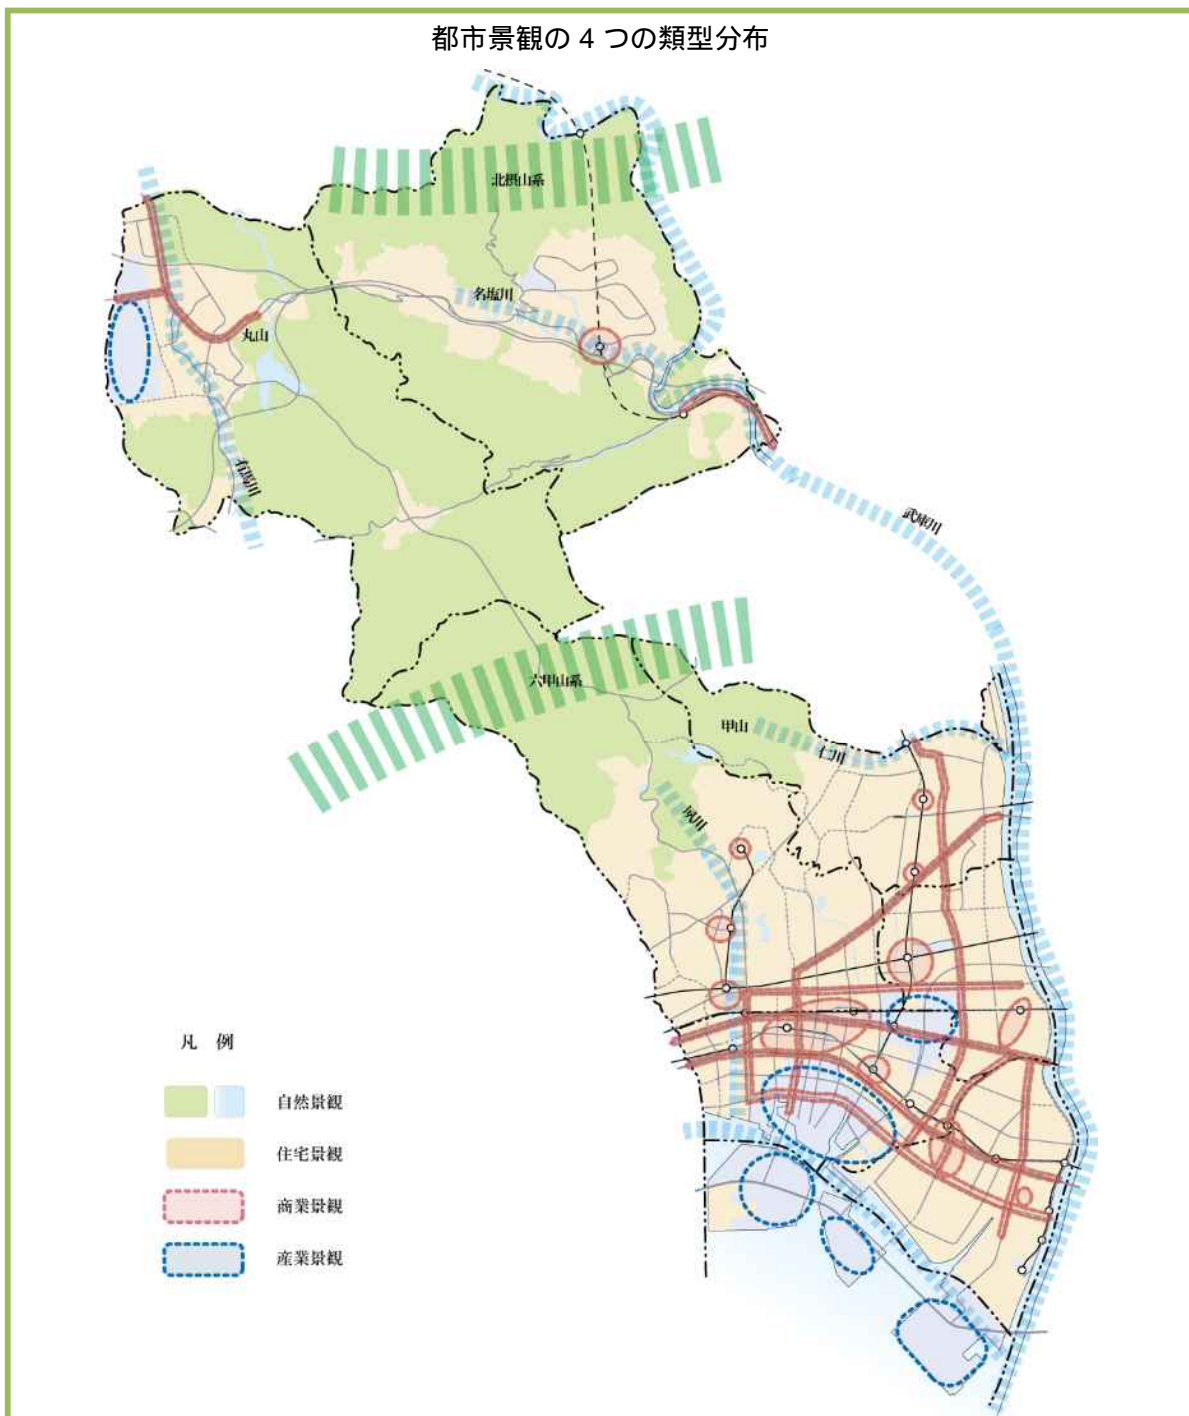 都市景観の 4 つの類型分布
北摂山系
名塩川
丸山
有馬川
武庫川
六甲山系
甲山
仁川
夙川
凡 例
自然景観
住宅景観
商業景観
産業景観